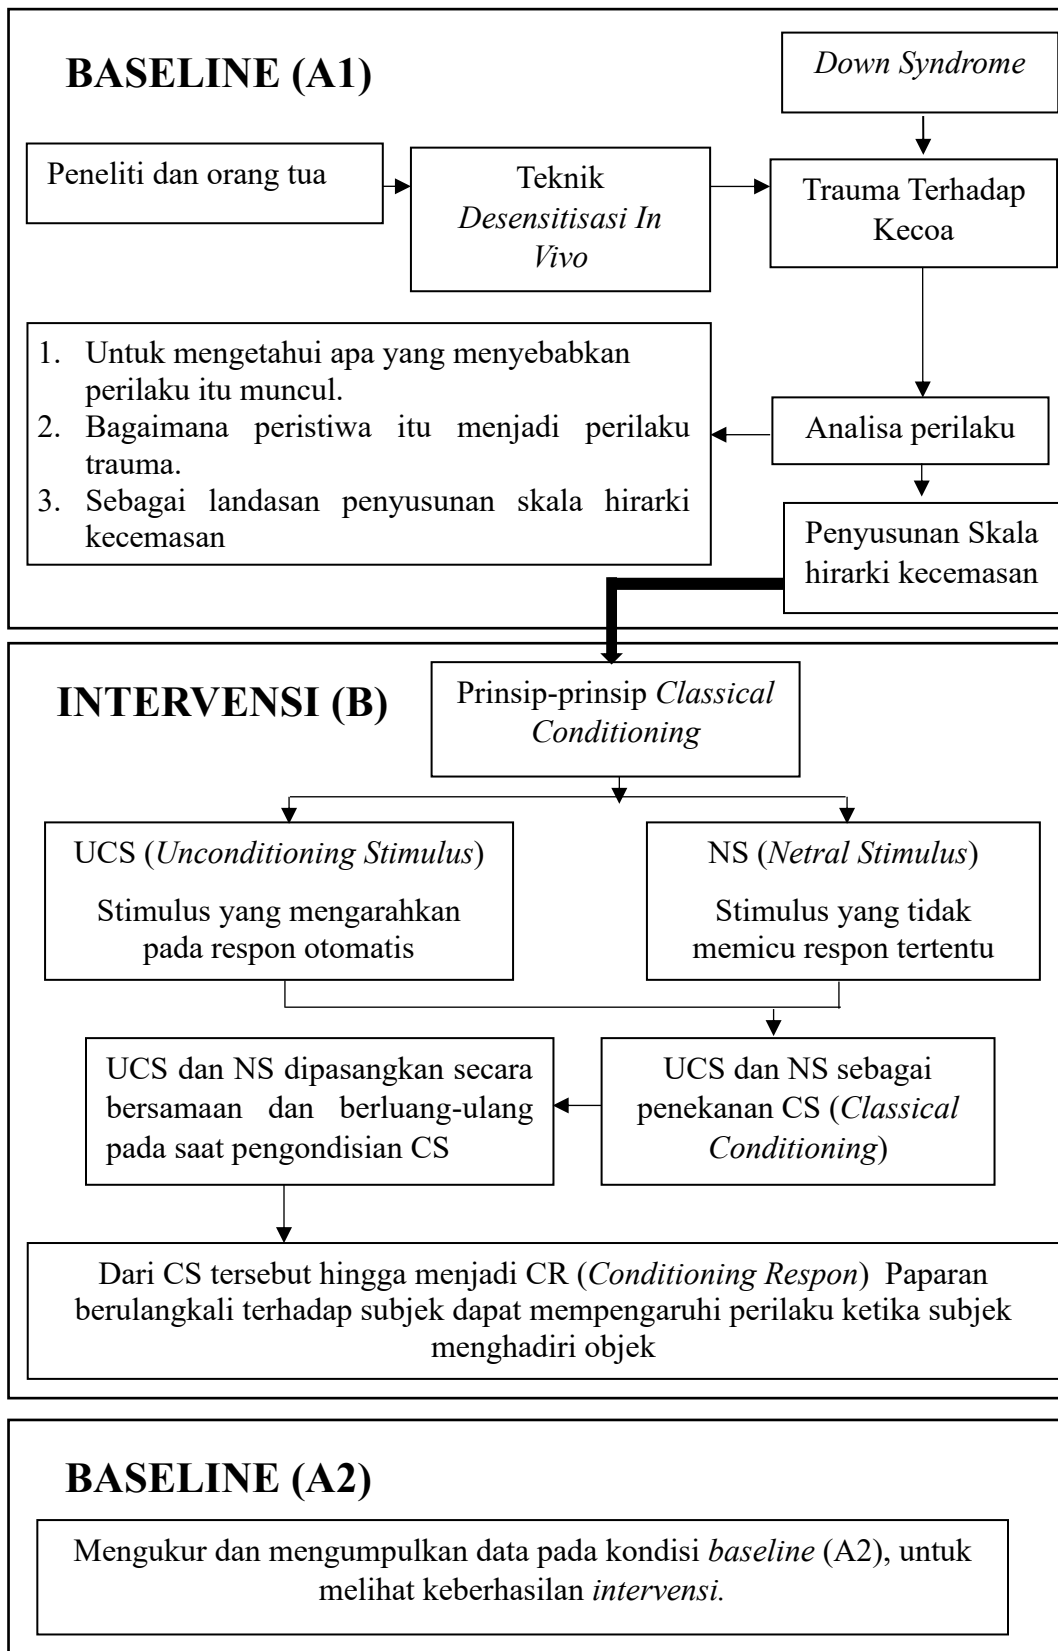 BASELINE (A1)
Down Syndrome
Peneliti dan orang tua
Teknik
Desensitisasi In
Vivo
Trauma Terhadap
Kecoa
1. Untuk mengetahui apa yang menyebabkan
perilaku itu muncul.
2. Bagaimana peristiwa itu menjadi perilaku
trauma.
3. Sebagai landasan penyusunan skala hirarki
kecemasan
Analisa perilaku
Penyusunan Skala
hirarki kecemasan
INTERVENSI (B)
Prinsip-prinsip Classical
Conditioning
UCS (Unconditioning Stimulus)
Stimulus yang mengarahkan
pada respon otomatis
NS (Netral Stimulus)
Stimulus yang tidak
memicu respon tertentu
UCS dan NS dipasangkan secara
bersamaan dan berluang-ulang
pada saat pengondisian CS
UCS dan NS sebagai
penekanan CS (Classical
Conditioning)
Dari CS tersebut hingga menjadi CR (Conditioning Respon) Paparan
berulangkali terhadap subjek dapat mempengaruhi perilaku ketika subjek
menghadiri objek
BASELINE (A2)
Mengukur dan mengumpulkan data pada kondisi baseline (A2), untuk
melihat keberhasilan intervensi.